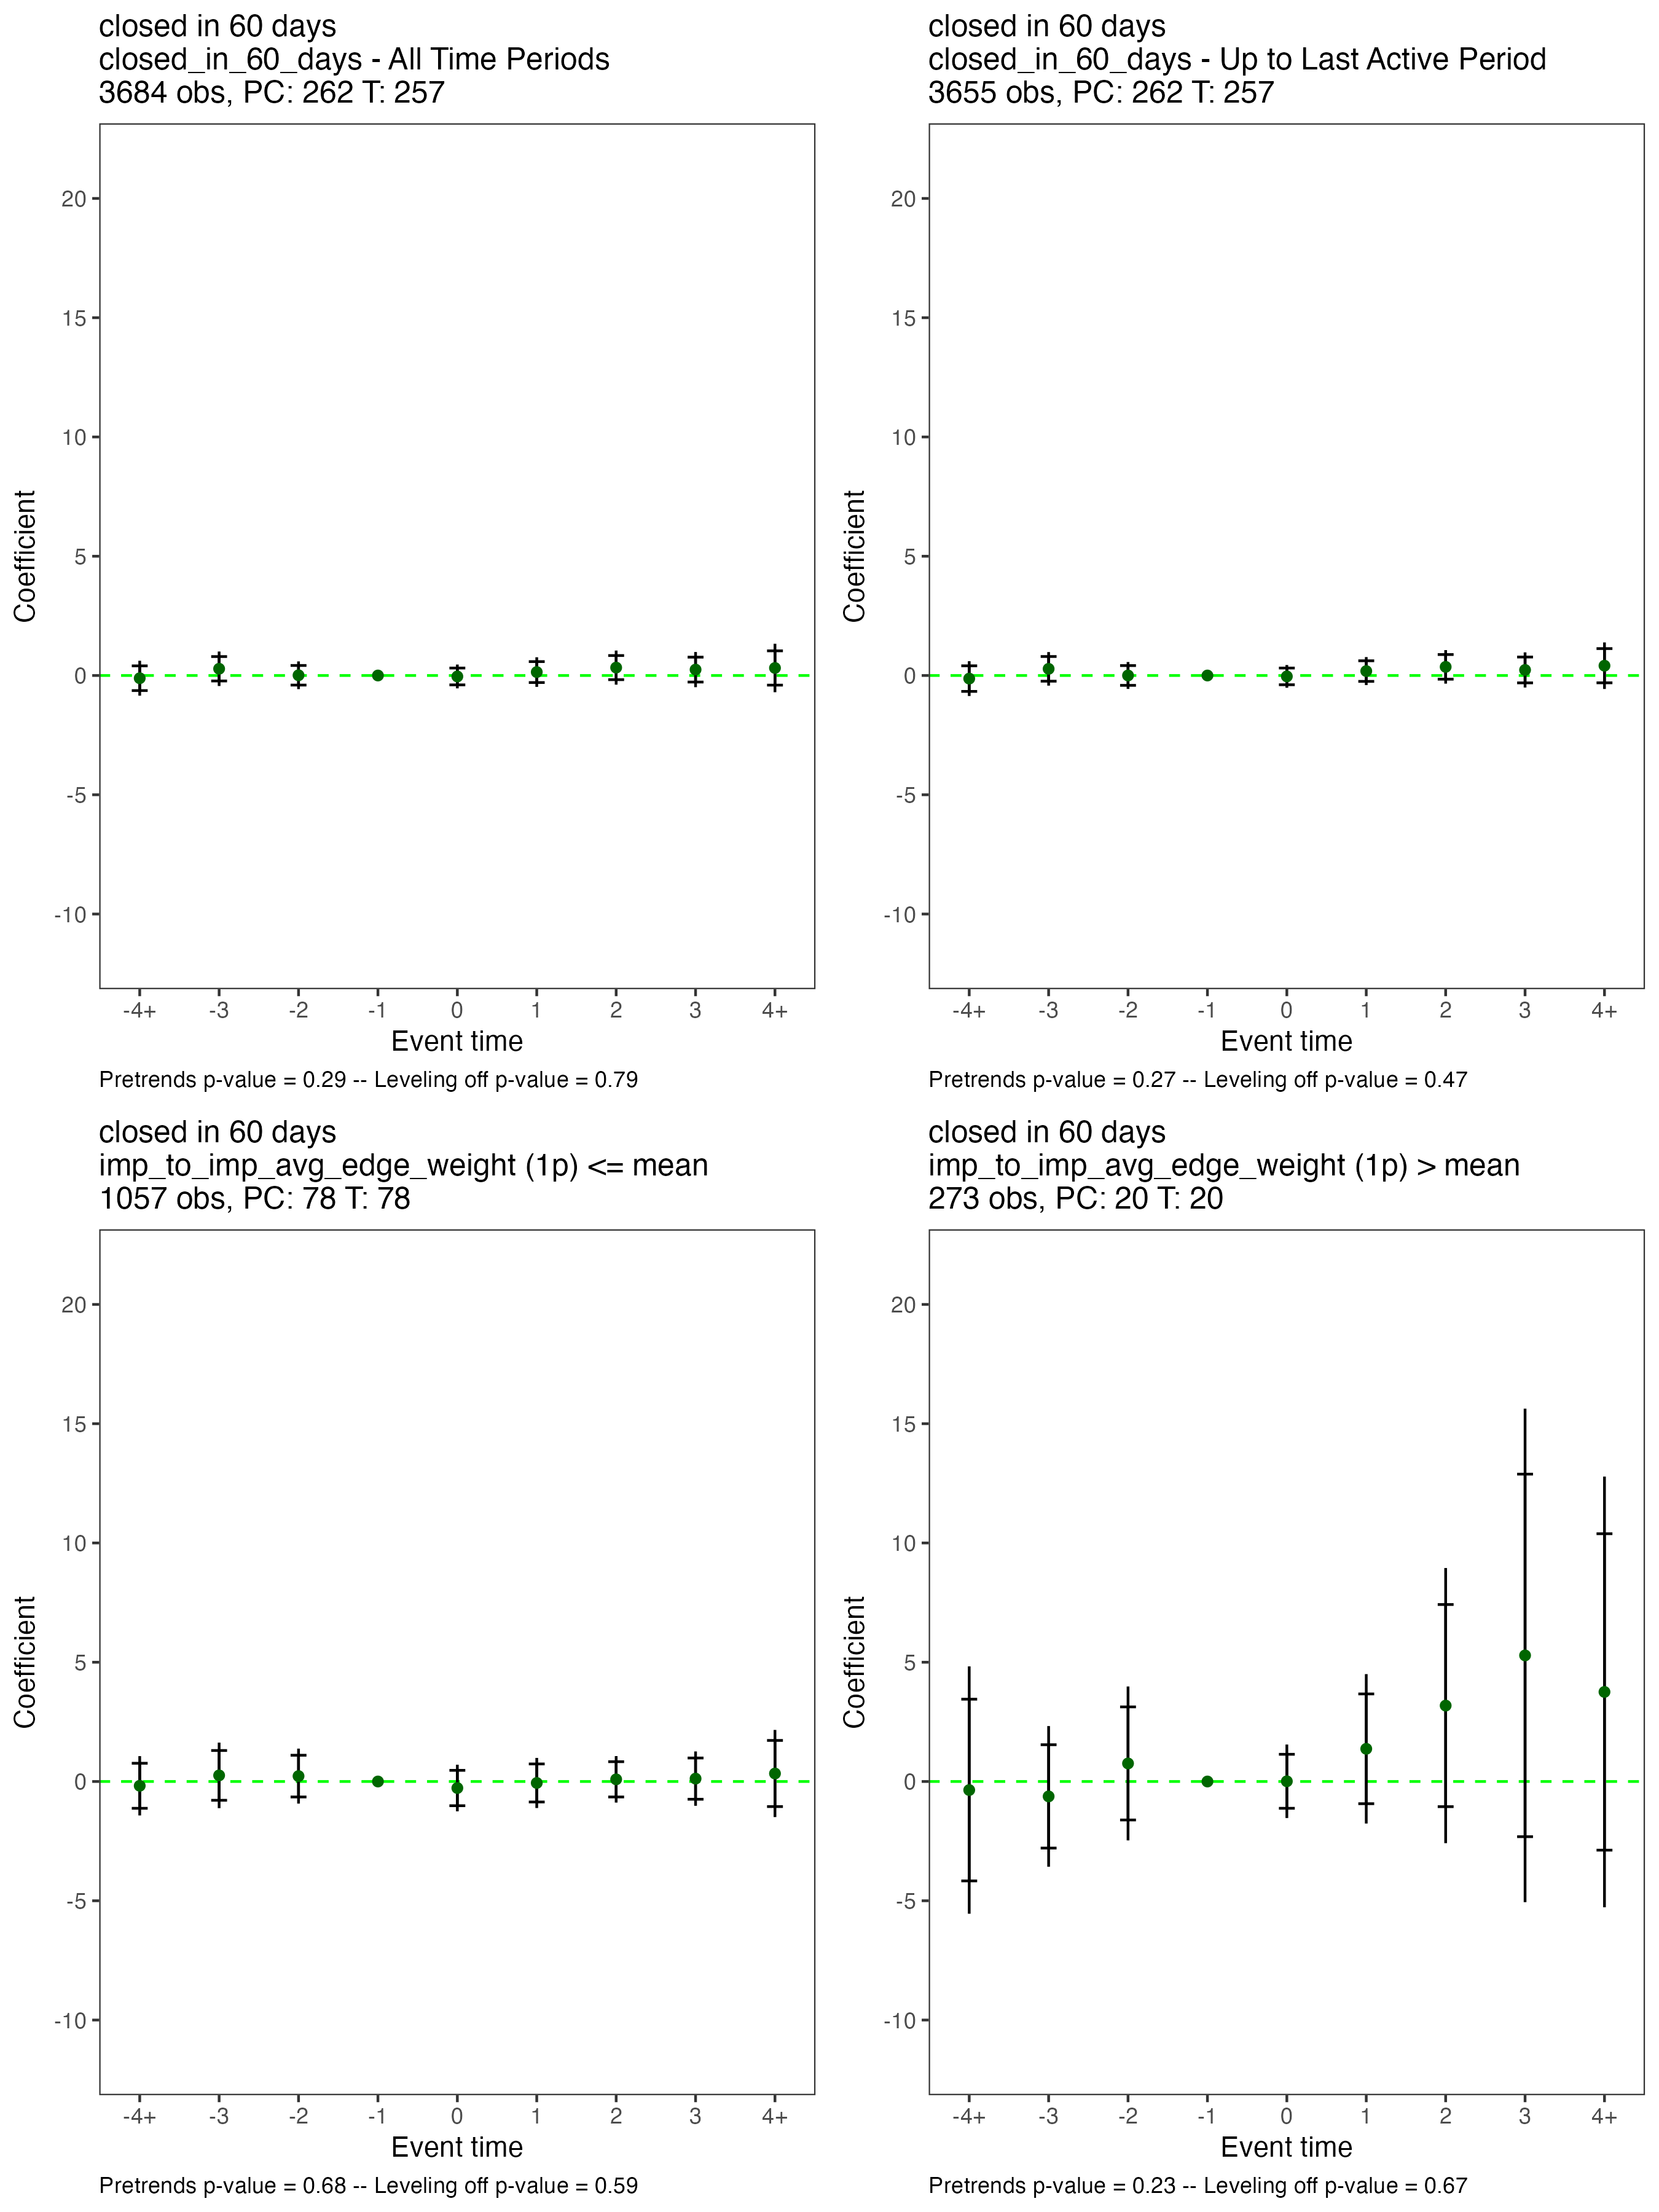 closed in 60 days
closed_in_60_days - All Time Periods
3684 obs, PC: 262 T: 257
20
15
10
5
0
-5
-10
Coefficient
-4+ -3 -2 -1 0 1 2 3 4+
Event time
Pretrends p-value = 0.29 -- Leveling off p-value = 0.79
closed in 60 days
closed_in_60_days - Up to Last Active Period
3655 obs, PC: 262 T: 257
20
15
10
5
0
-5
-10
Coefficient
-4+ -3 -2 -1 0 1 2 3 4+
Event time
Pretrends p-value = 0.27 -- Leveling off p-value = 0.47
closed in 60 days
imp_to_imp_avg_edge_weight (1p) <= mean
1057 obs, PC: 78 T: 78
20
15
10
5
0
-5
-10
Coefficient
-4+ -3 -2 -1 0 1 2 3 4+
Event time
Pretrends p-value = 0.68 -- Leveling off p-value = 0.59
closed in 60 days
imp_to_imp_avg_edge_weight (1p) > mean
273 obs, PC: 20 T: 20
20
15
10
5
0
-5
-10
Coefficient
-4+ -3 -2 -1 0 1 2 3 4+
Event time
Pretrends p-value = 0.23 -- Leveling off p-value = 0.67